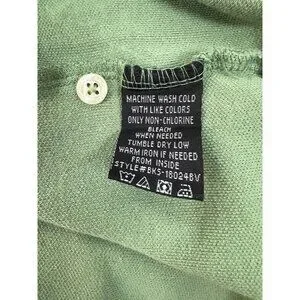 MACHINE WASH COLD
WITH LIKE COLORS
ONLY NON-CHLORINE
BLEACH
WHEN NEEDED
TUMBLE DRY LOW
WARM IRON IF NEEDED
FROM INSIDE
STYLE#BKS-18024BV